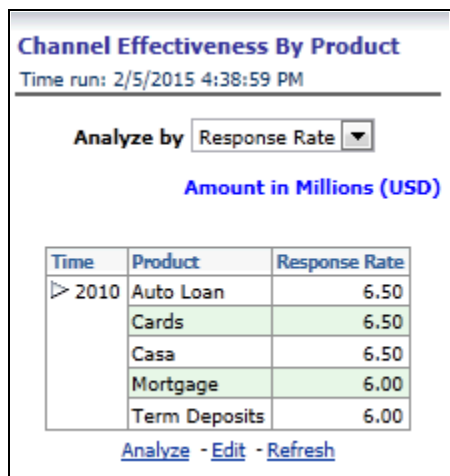 Channel Effectiveness By Product
Time run: 2/5/2015 4:38:59 PM
Analyze by Response Rate
Amount in Millions (USD)
Time Product Response Rate
2010 Auto Loan 6.50
Cards 6.50
Casa 6.50
Mortgage 6.00
Term Deposits 6.00
Analyze - Edit - Refresh